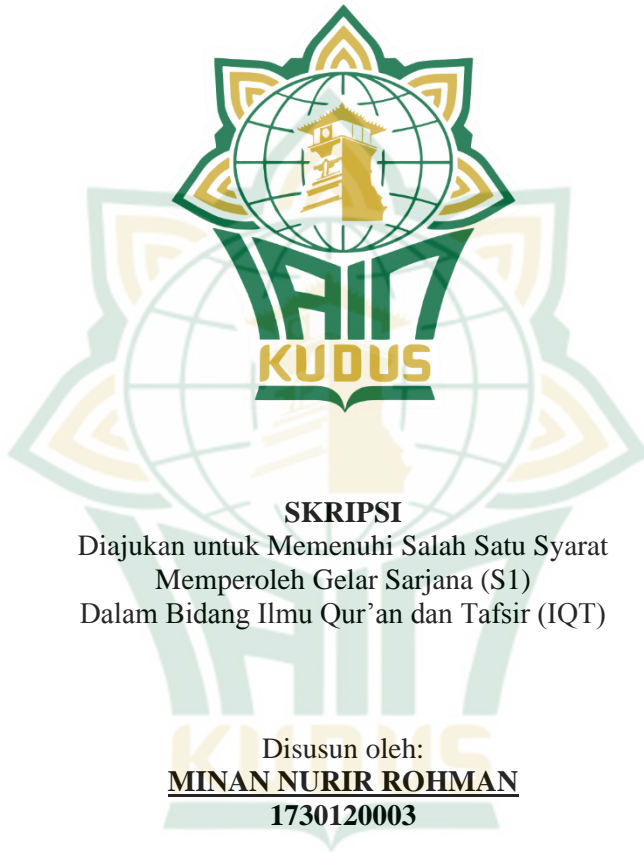 IAIN
KUDUS
SKRIPSI
Diajukan untuk Memenuhi Salah Satu Syarat
Memperoleh Gelar Sarjana (S1)
Dalam Bidang Ilmu Qur’an dan Tafsir (IQT)
Disusun oleh:
MINAN NURIR ROHMAN
1730120003